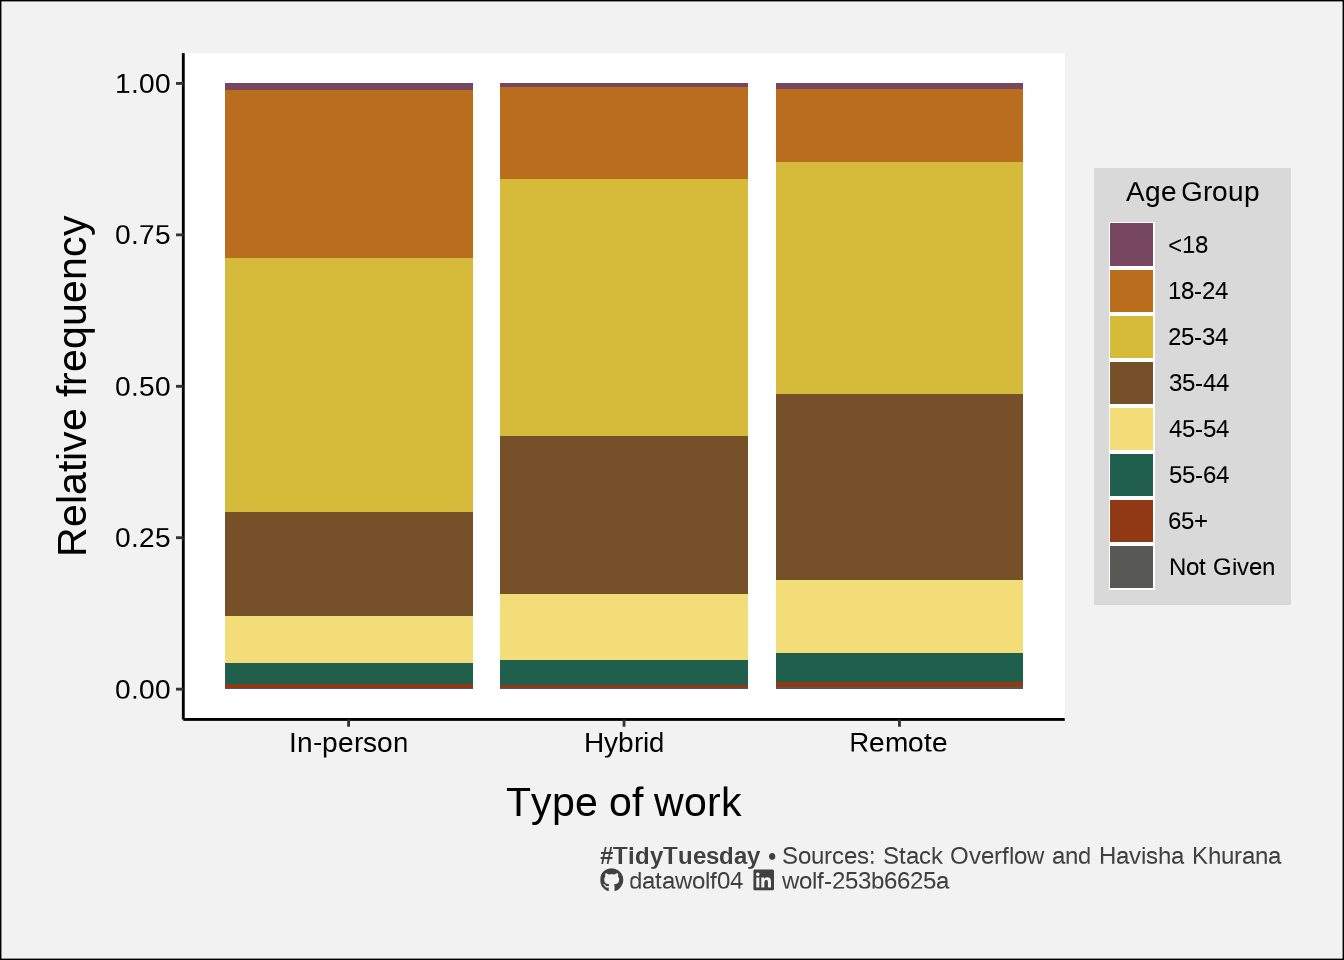 1.00
0.75
0.50
0.25
0.00
Relative frequency
In-person
Hybrid
Remote
Type of work
Age Group
<18
18-24
25-34
35-44
45-54
55-64
65+
Not Given
#TidyTuesday • Sources: Stack Overflow and Havisha Khurana
datawolf04 wolf-253b6625a